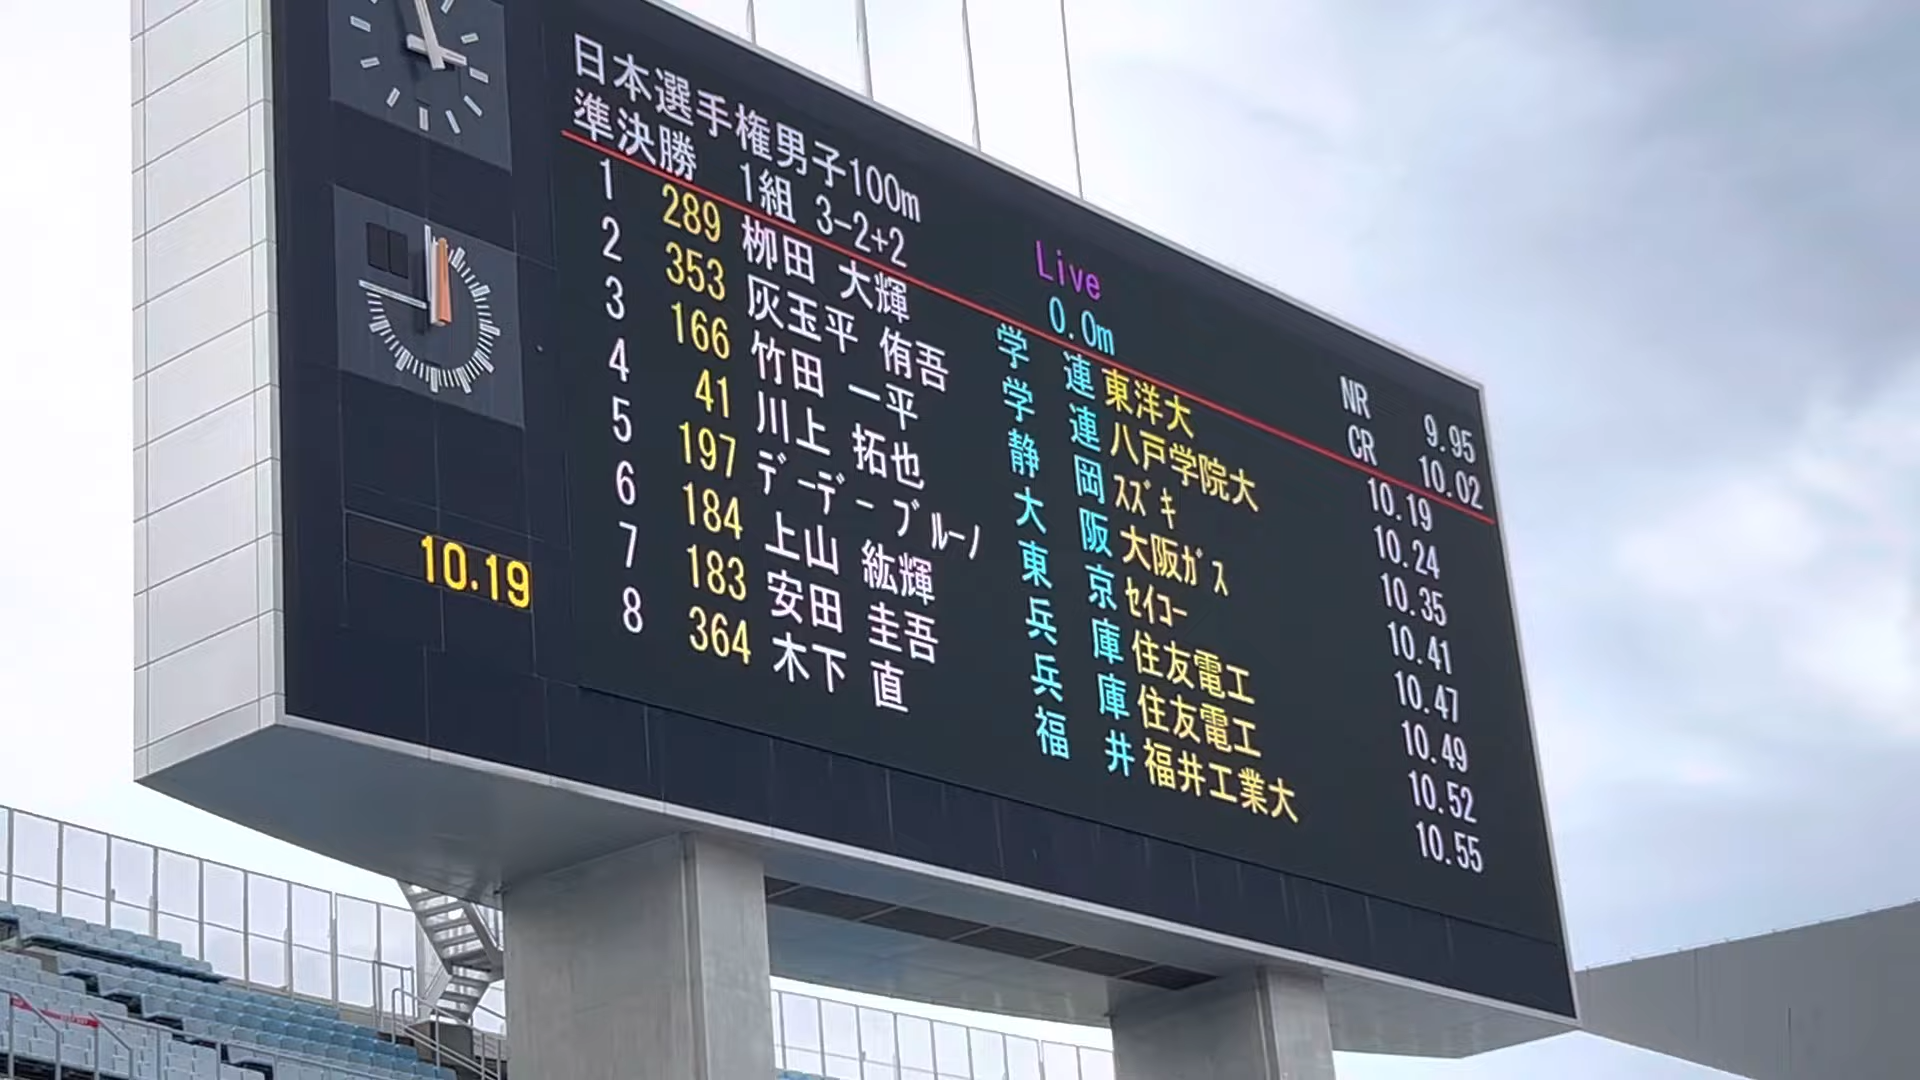 日本選手権男子100m
準決勝 1組 3-2+2 Live 0.0m NR 9.95
CR 10.02
1 289 栁田 大輝 学 連 東洋大 10.19
2 353 灰玉平 侑吾 学 連 八戸学院大 10.24
3 166 竹田 一平 静 岡 ｽｽﾞｷ 10.35
4 41 川上 拓也 大 阪 大阪ｶﾞｽ 10.41
5 197 ﾃﾞｰﾃﾞｰ ﾌﾞﾙｰﾉ 東 京 ｾｲｺｰ 10.47
6 184 上山 紘輝 兵 庫 住友電工 10.49
7 183 安田 圭吾 兵 庫 住友電工 10.52
8 364 木下 直 福 井 福井工業大 10.55
10.19